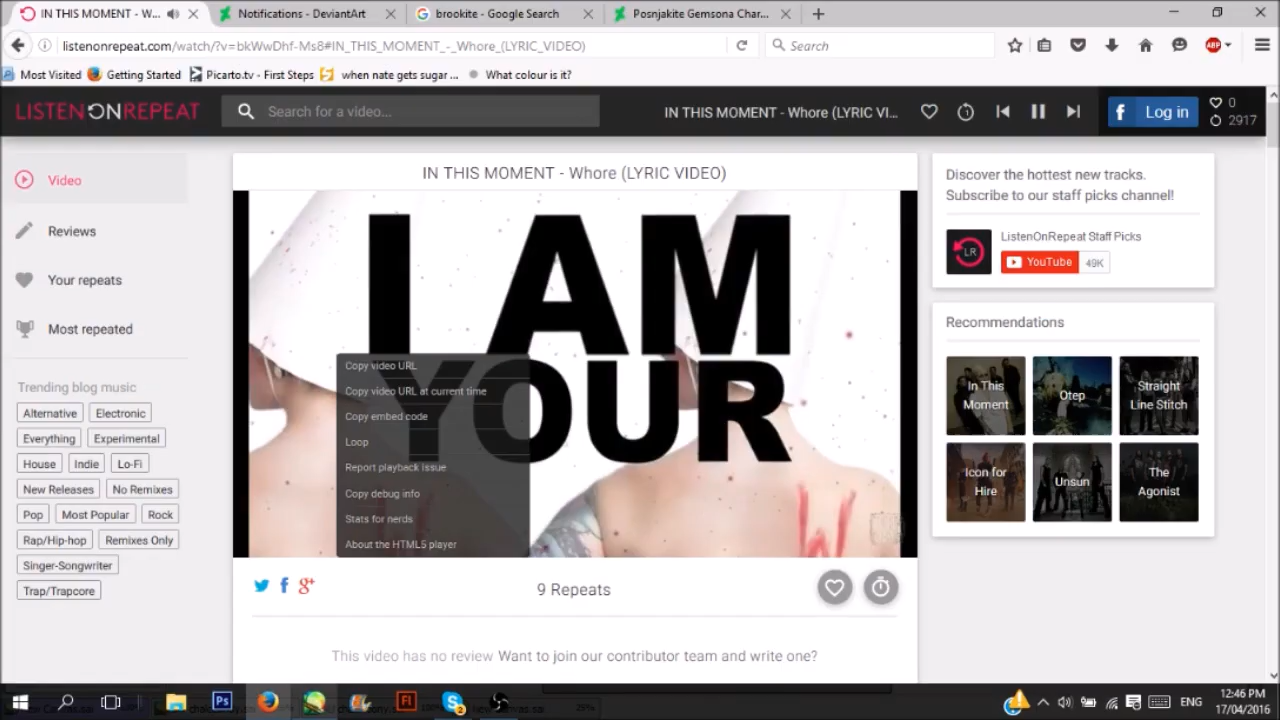 IN THIS MOMENT - W...
Notifications - DeviantArt
brookite - Google Search
Posnjakite Gemsona Char...
listenonrepeat.com/watch/?v=bkWwDhf-Ms8#IN_THIS_MOMENT_-_Whore_(LYRIC_VIDEO)
Search
ABP
Most Visited
Getting Started
Picarto.tv - First Steps
when nate gets sugar ...
What colour is it?
LISTENONREPEAT
Search for a video...
IN THIS MOMENT - Whore (LYRIC VI...
1
f Log in
0
2917
Video
Reviews
Your repeats
Most repeated
Trending blog music
Alternative
Electronic
Everything
Experimental
House
Indie
Lo-Fi
New Releases
No Remixes
Pop
Most Popular
Rock
Rap/Hip-hop
Remixes Only
Singer-Songwriter
Trap/Trapcore
IN THIS MOMENT - Whore (LYRIC VIDEO)
I AM
YOUR
Copy video URL
Copy video URL at current time
Copy embed code
Loop
Report playback issue
Copy debug info
Stats for nerds
About the HTML5 player
9 Repeats
This video has no review Want to join our contributor team and write one?
Discover the hottest new tracks.
Subscribe to our staff picks channel!
LR
ListenOnRepeat Staff Picks
YouTube
49K
Recommendations
In This
Moment
Otep
Straight
Line Stitch
Icon for
Hire
Unsun
The
Agonist
Ps
Fl
ENG
12:46 PM
17/04/2016